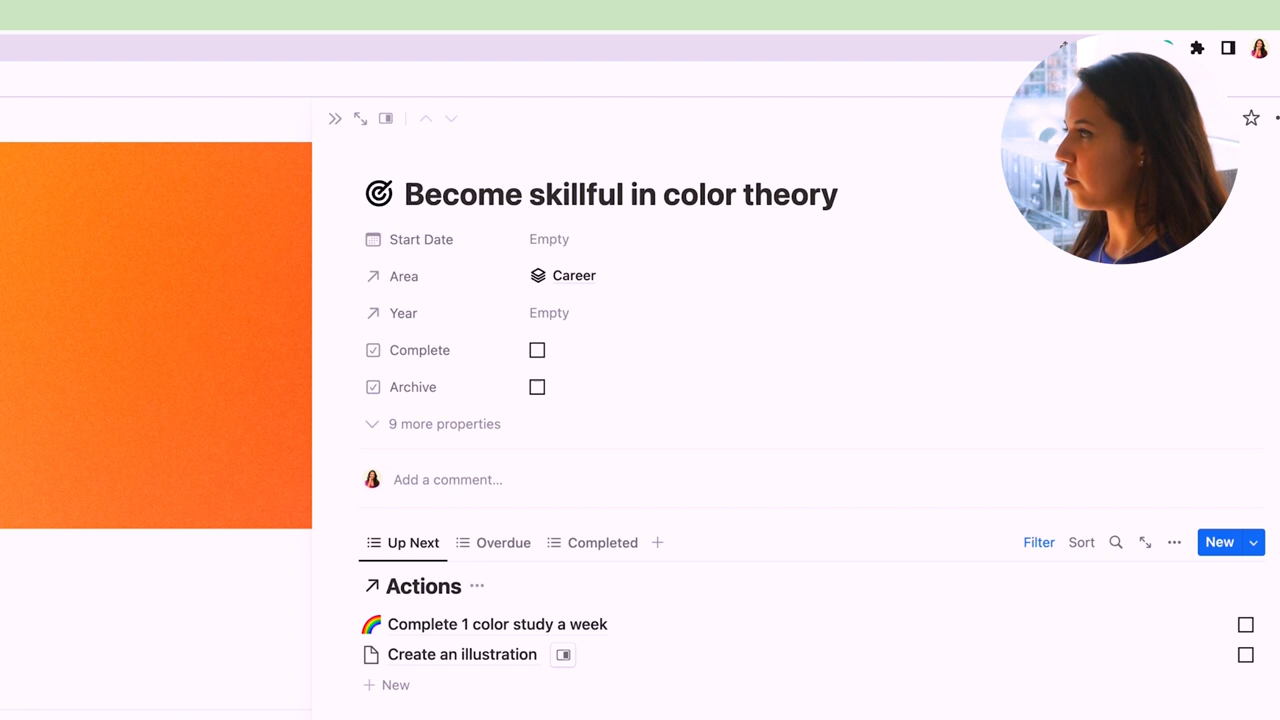 Become skillful in color theory
Start Date Empty
Area Career
Year Empty
Complete
Archive
9 more properties
Add a comment...
Up Next Overdue Completed Filter Sort New
Actions
Complete 1 color study a week
Create an illustration
New